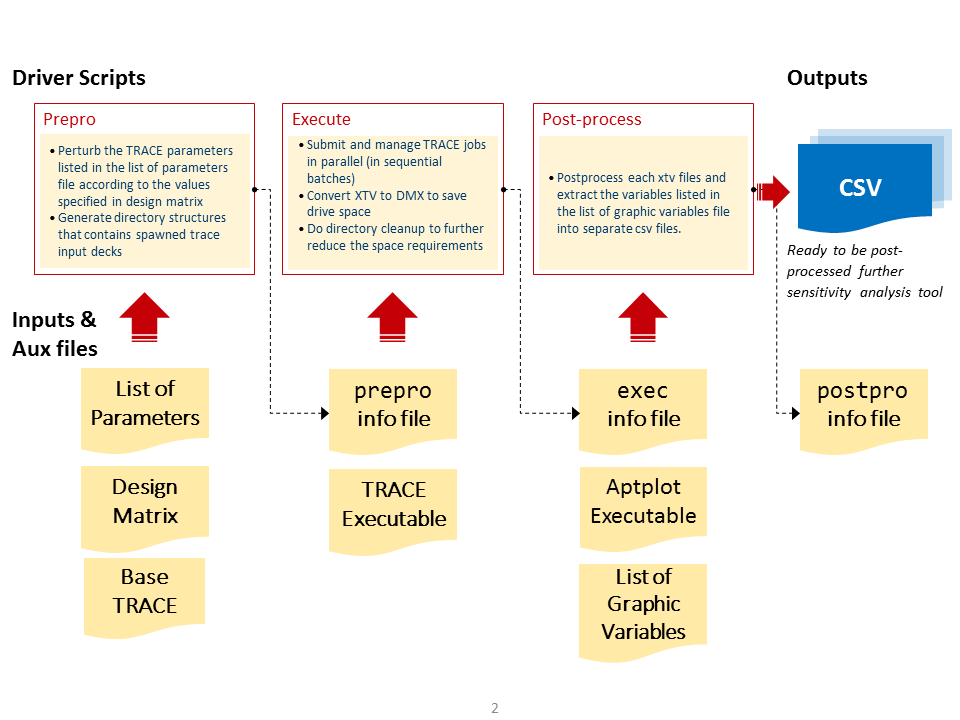 Driver Scripts
Outputs
Prepro
• Perturb the TRACE parameters
listed in the list of parameters
file according to the values
specified in design matrix
• Generate directory structures
that contains spawned trace
input decks
Execute
• Submit and manage TRACE jobs
in parallel (in sequential
batches)
• Convert XTV to DMX to save
drive space
• Do directory cleanup to further
reduce the space requirements
Post-process
• Postprocess each xtv files and
extract the variables listed in
the list of graphic variables file
into separate csv files.
CSV
Ready to be post-
processed further
sensitivity analysis tool
Inputs &
Aux files
List of
Parameters
Design
Matrix
Base
TRACE
prepro
info file
TRACE
Executable
exec
info file
Aptplot
Executable
List of
Graphic
Variables
postpro
info file
2